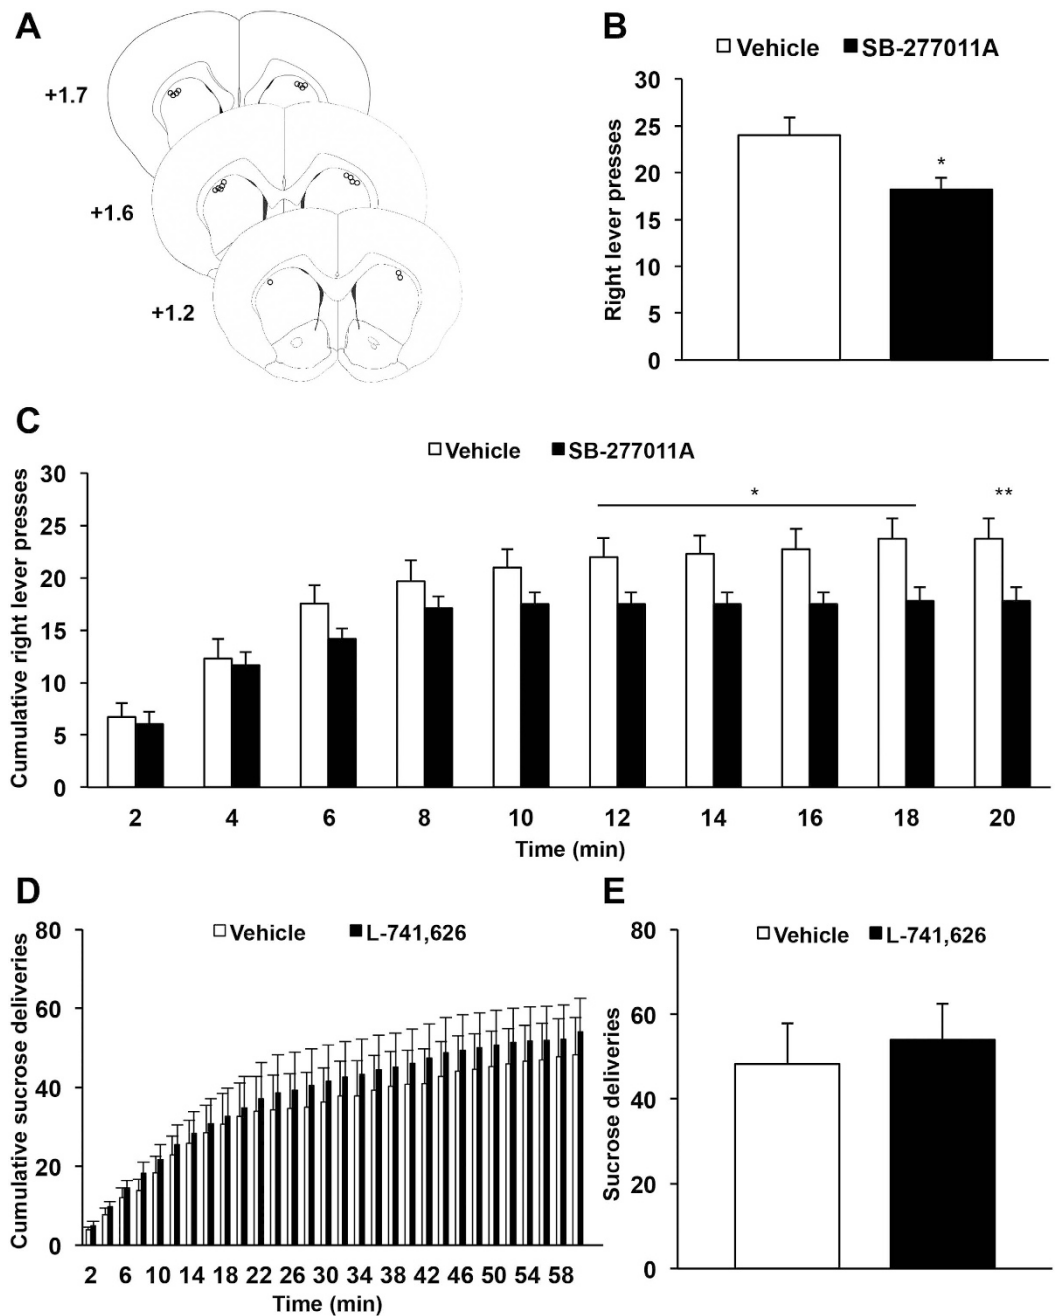 A
+1.7
+1.6
+1.2
B
Vehicle SB-277011A
Right lever presses
30
25
20
15
10
5
0
*
C
Vehicle SB-277011A
Cumulative right lever presses
30
25
20
15
10
5
0
* **
2 4 6 8 10 12 14 16 18 20
Time (min)
D
Vehicle L-741,626
Cumulative sucrose deliveries
80
60
40
20
0
2 6 10 14 18 22 26 30 34 38 42 46 50 54 58
Time (min)
E
Vehicle L-741,626
Sucrose deliveries
80
60
40
20
0